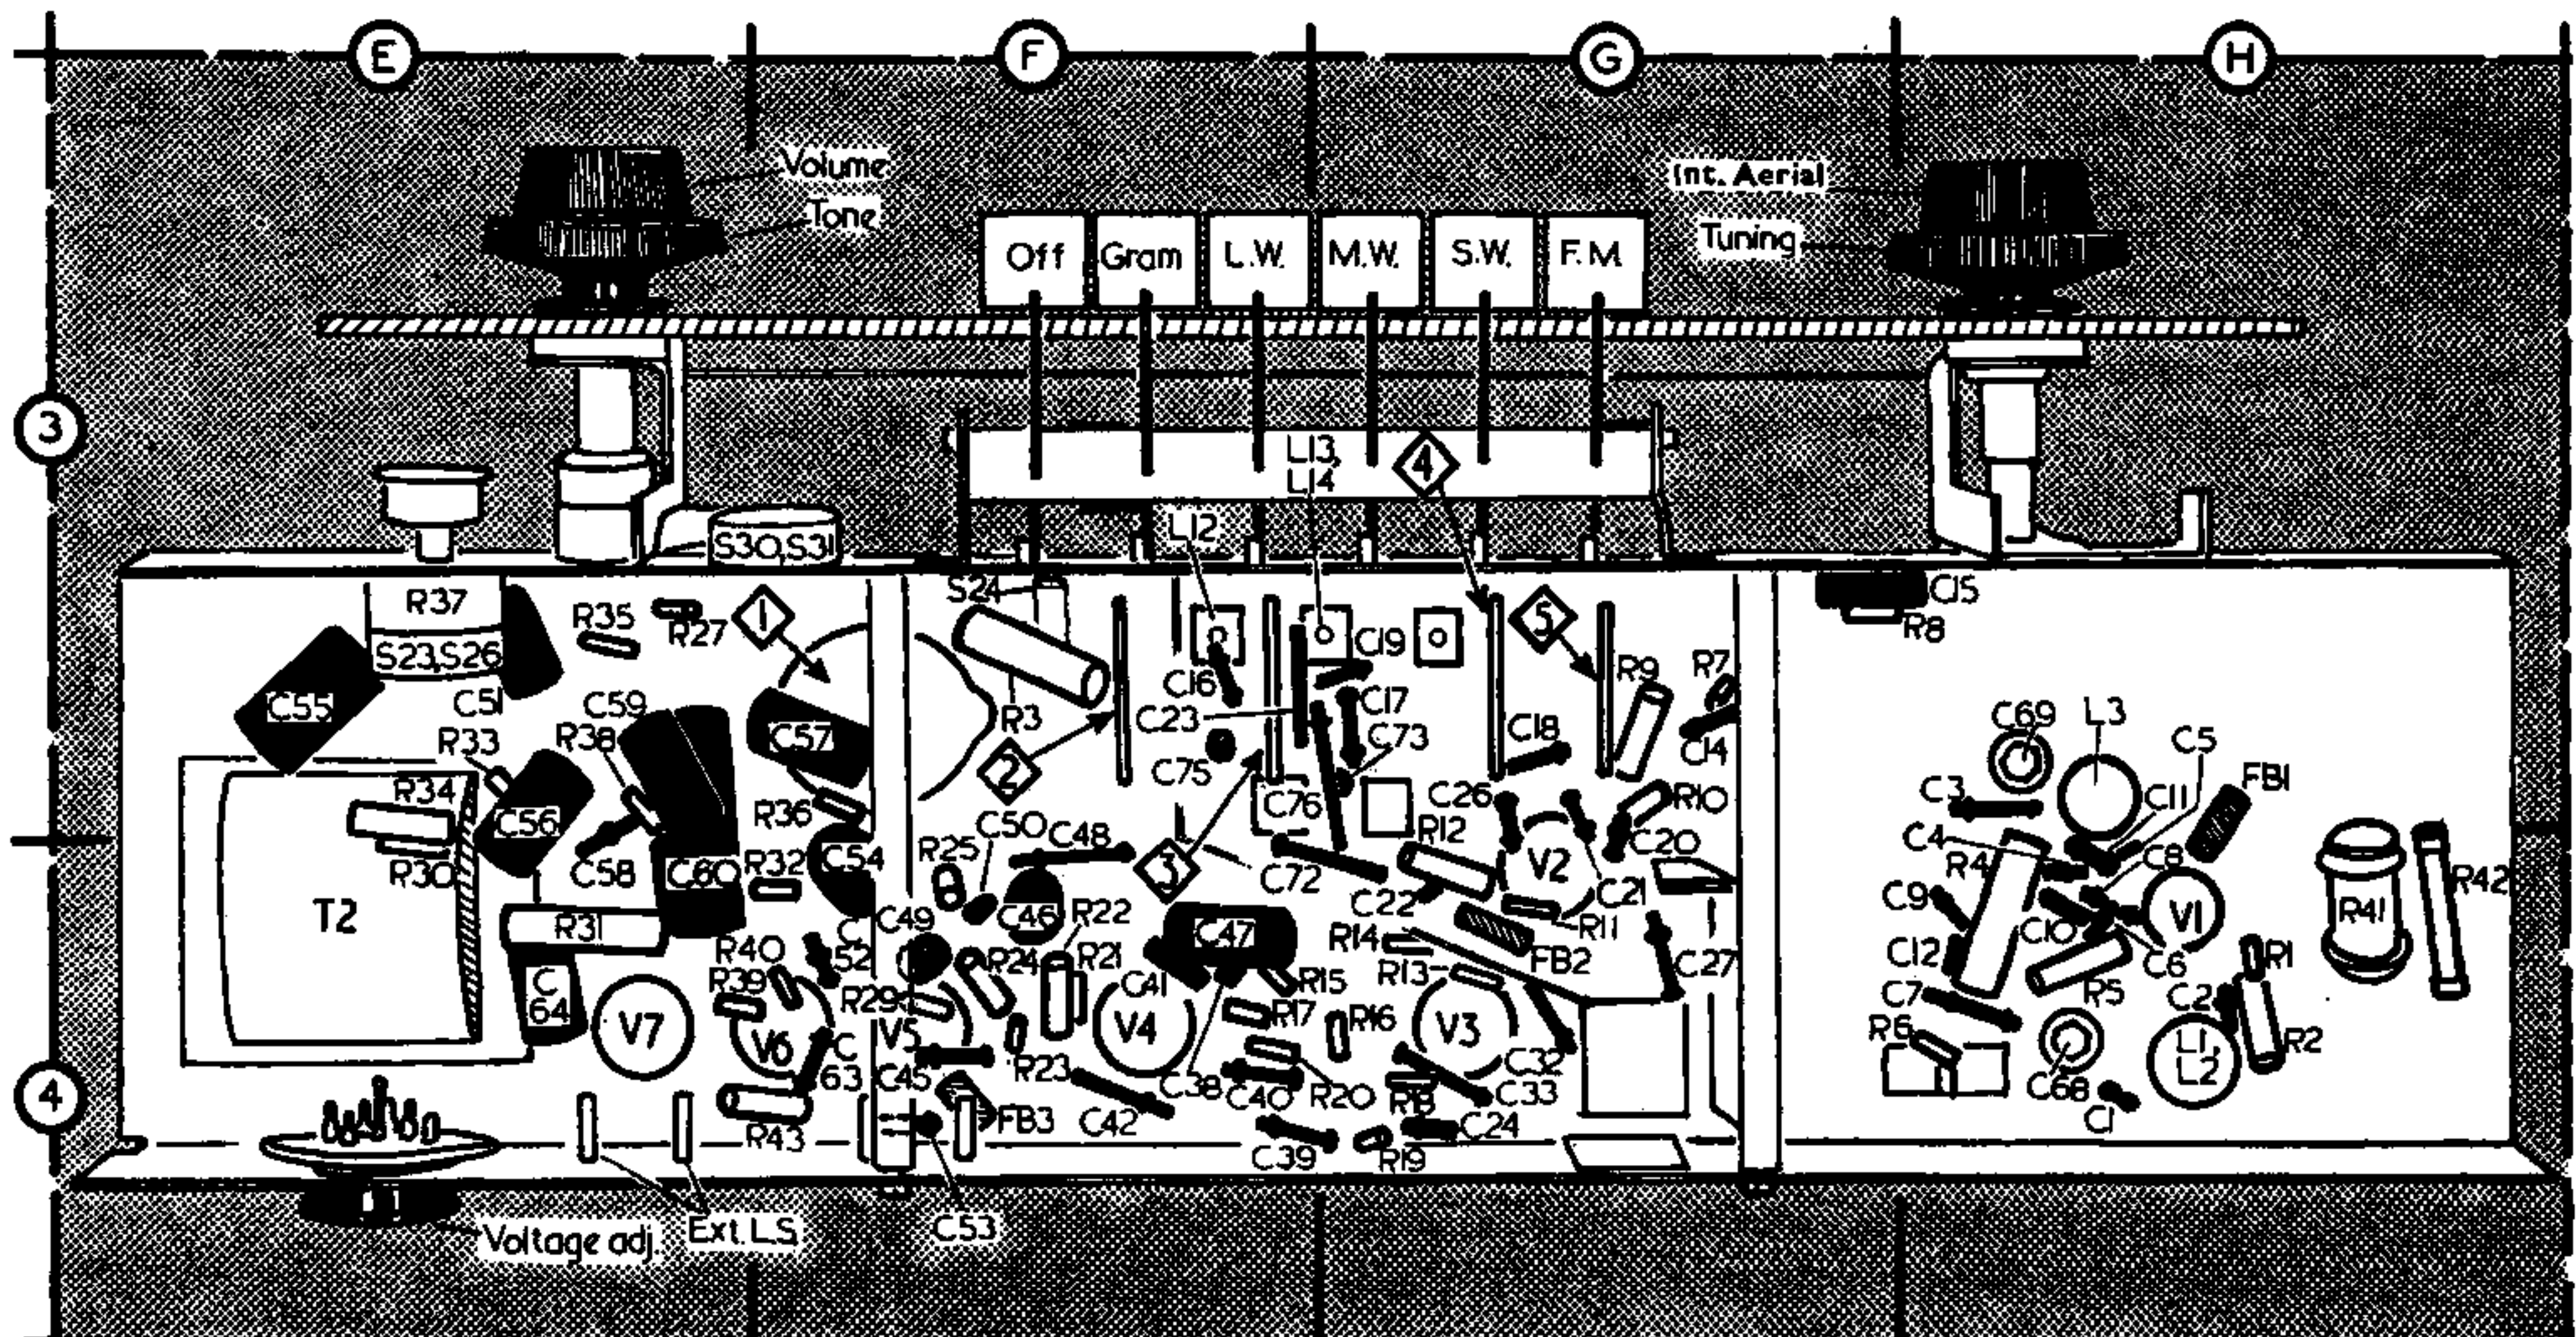 E
F
G
H
3
4
Volume
Tone
Int. Aerial
Tuning
Off
Gram
L.W.
M.W.
S.W.
F.M.
L13,
L14
4
L12
S30,S31
S24
R37
S23,S26
C55
C51
R35
R27
1
R3
C16
C19
C17
C23
C73
C75
C76
2
3
5
C18
R9
R7
C14
C15
R8
R33
R38
C59
C57
R34
R30
C56
C58
C60
R36
R32
C54
R25
C50
C48
C72
C26
R12
R10
V2
C20
C21
C22
C69
L3
C5
FB1
C3
C11
C4
R4
C8
C9
C10
V1
C12
C6
R41
R42
T2
R31
C
64
R40
R39
C
52
C49
C46
R22
R24
R21
C47
C41
R15
R14
R13
R11
FB2
C27
R5
R1
C7
C2
R2
R6
L1,
L2
C68
C1
V7
V6
R29
V5
V4
R17
R16
V3
C
63
C45
R23
C38
C40
R20
R18
C32
C33
R43
FB3
C42
C39
R19
C24
C53
Voltage adj.
Ext. L.S.